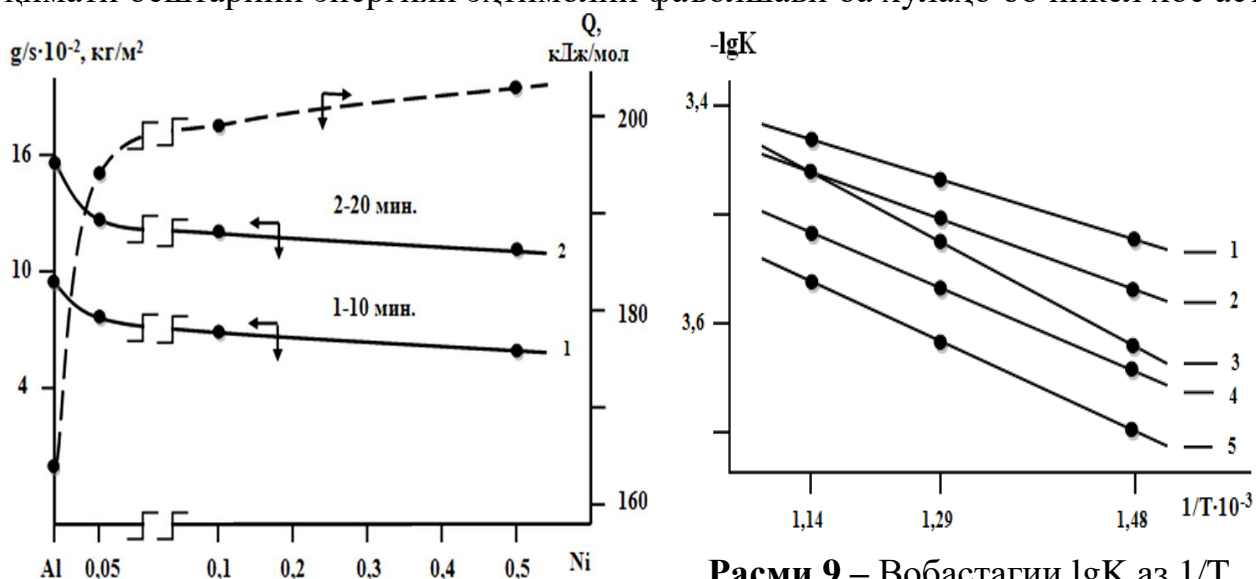 g/s·10⁻², кг/м²
Q,
кДж/мол
200
180
160
16
10
4
2-20 мин.
2
1-10 мин.
1
Al 0,05 0,1 0,2 0,3 0,4 0,5 Ni
-lgK
3,4
3,6
1
2
3
4
5
1,14 1,29 1,48 1/T·10⁻³
Расми 9 – Вобастагии lgK аз 1/T